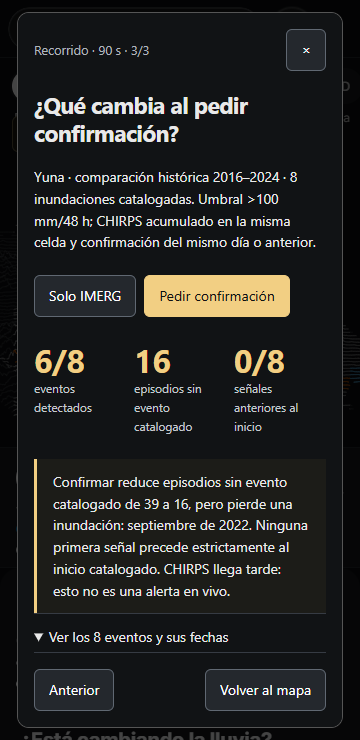 Recorrido · 90 s · 3/3
×
¿Qué cambia al pedir
confirmación?
Yuna · comparación histórica 2016–2024 · 8
inundaciones catalogadas. Umbral >100
mm/48 h; CHIRPS acumulado en la misma
celda y confirmación del mismo día o anterior.
Solo IMERG
Pedir confirmación
6/8
eventos
detectados
16
episodios sin
evento
catalogado
0/8
señales
anteriores al
inicio
Confirmar reduce episodios sin evento
catalogado de 39 a 16, pero pierde una
inundación: septiembre de 2022. Ninguna
primera señal precede estrictamente al
inicio catalogado. CHIRPS llega tarde:
esto no es una alerta en vivo.
▼ Ver los 8 eventos y sus fechas
Anterior
Volver al mapa
¿Está cambiando la lluvia?